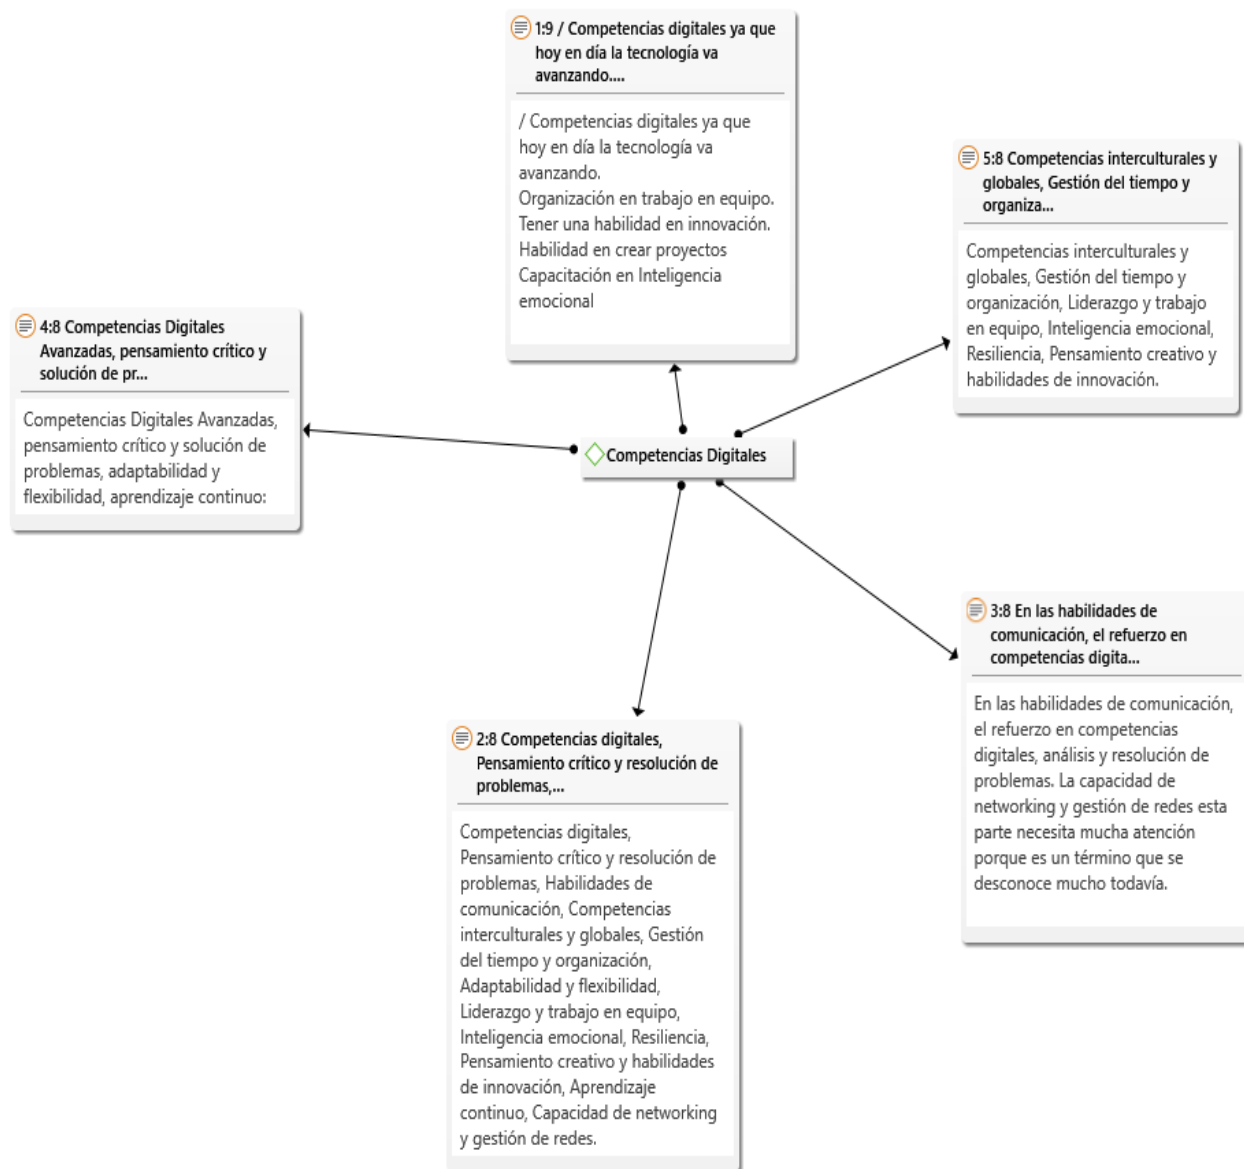 1:9 / Competencias digitales ya que
hoy en día la tecnología va
avanzando....
/ Competencias digitales ya que
hoy en día la tecnología va
avanzando.
Organización en trabajo en equipo.
Tener una habilidad en innovación.
Habilidad en crear proyectos
Capacitación en Inteligencia
emocional
5:8 Competencias interculturales y
globales, Gestión del tiempo y
organiza...
Competencias interculturales y
globales, Gestión del tiempo y
organización, Liderazgo y trabajo
en equipo, Inteligencia emocional,
Resiliencia, Pensamiento creativo y
habilidades de innovación.
4:8 Competencias Digitales
Avanzadas, pensamiento crítico y
solución de pr...
Competencias Digitales Avanzadas,
pensamiento crítico y solución de
problemas, adaptabilidad y
flexibilidad, aprendizaje continuo:
Competencias Digitales
3:8 En las habilidades de
comunicación, el refuerzo en
competencias digita...
En las habilidades de comunicación,
el refuerzo en competencias
digitales, análisis y resolución de
problemas. La capacidad de
networking y gestión de redes esta
parte necesita mucha atención
porque es un término que se
desconoce mucho todavía.
2:8 Competencias digitales,
Pensamiento crítico y resolución de
problemas,...
Competencias digitales,
Pensamiento crítico y resolución de
problemas, Habilidades de
comunicación, Competencias
interculturales y globales, Gestión
del tiempo y organización,
Adaptabilidad y flexibilidad,
Liderazgo y trabajo en equipo,
Inteligencia emocional, Resiliencia,
Pensamiento creativo y habilidades
de innovación, Aprendizaje
continuo, Capacidad de networking
y gestión de redes.